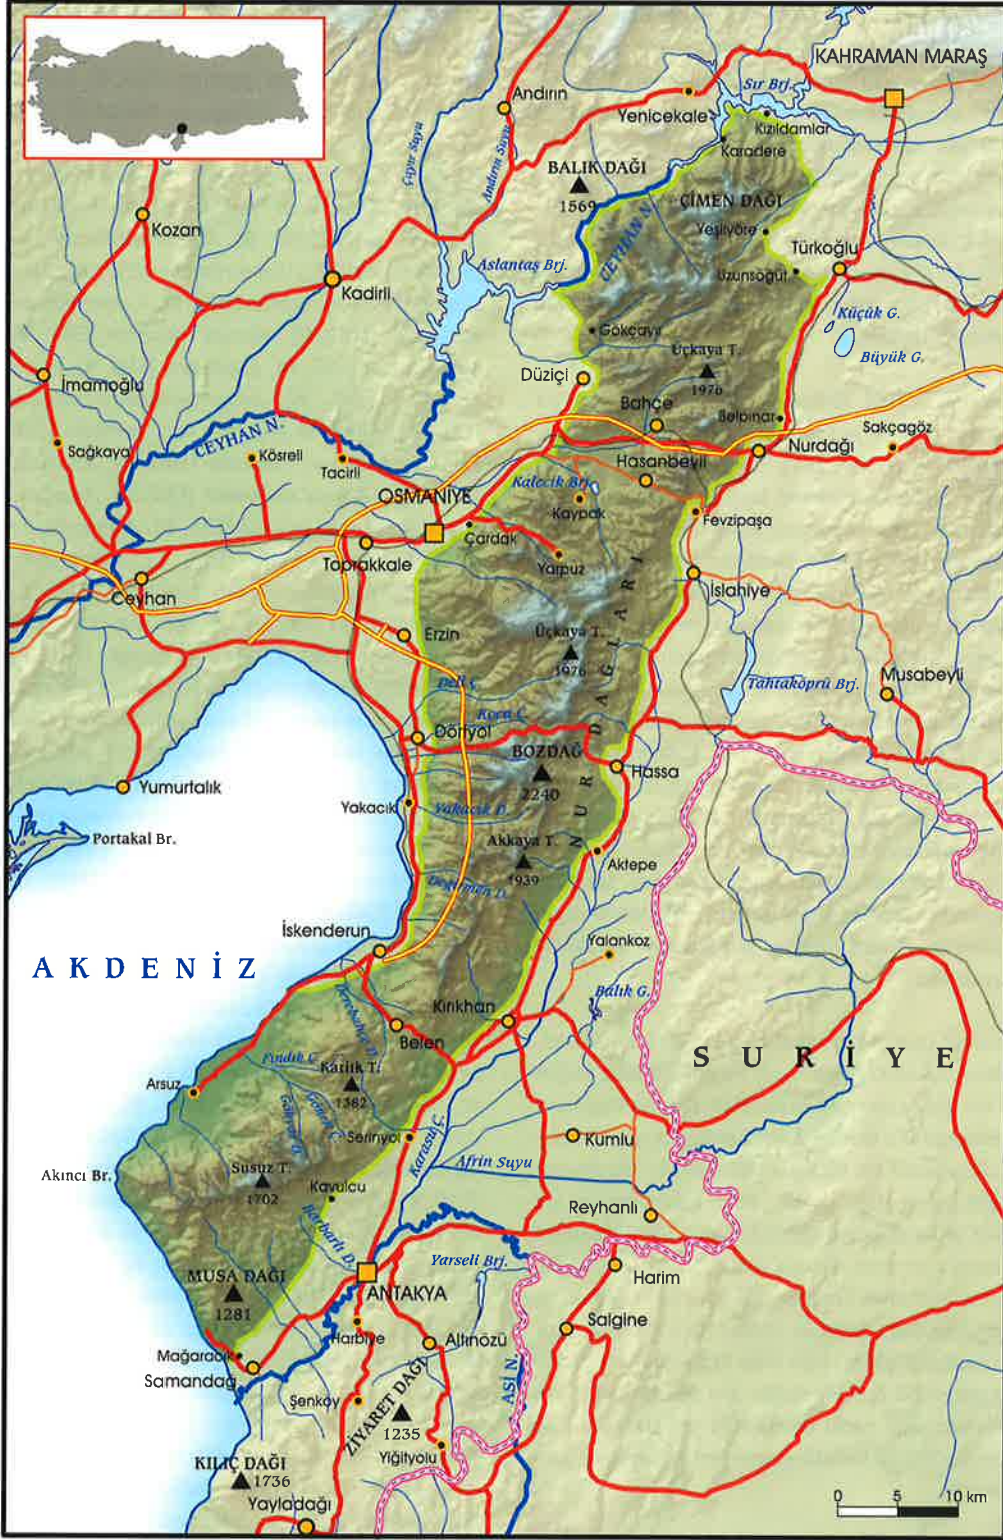 KAHRAMAN MARAŞ
Sır Brj.
Andırın
Yenicekale
Kızıldamlar
Karadere
Andırın Suyu
BALIK DAĞI
1569
ÇİMEN DAĞI
Kozan
CEYHAN N.
Yeşilyöre
Türkoğlu
Aslantaş Brj.
Uzunsöğüt
Kadirli
Küçük G.
Gökçayır
Büyük G.
Üçkaya T.
1976
İmamoğlu
Düziçi
Bahçe
Belpınar
CEYHAN N.
Sakçagöz
Sağkaya
Kösreli
Tacirli
Nurdağı
Hasanbeyli
Kalecik Brj.
OSMANİYE
Kaypak
Fevzipaşa
Çardak
Toprakkale
Yarpuz
Ceyhan
İslahiye
Erzin
Üçkaya T.
1976
NUR DAĞLARI
Musabeyli
Tahtaköprü Brj.
Deli Ç.
Koca Ç.
Dörtyol
BOZDAĞ
2240
Hassa
Yumurtalık
Yakacık
Yakacık D.
Portakal Br.
Akkaya T.
1939
Aktepe
Değirmen D.
İskenderun
Yalankoz
AKDENİZ
Balık G.
Kırıkhan
Belen
SURİYE
Fındık Ç.
Arsuz
1382
Kumlu
Serinyol
Karasu Ç.
Afrin Suyu
Akıncı Br.
Susuz T.
1702
Kavulcu
Reyhanlı
Barbarlı D.
Yarseli Brj.
MUSA DAĞI
1281
ANTAKYA
Harim
Harbiye
Altınözü
Salgine
Mağaracık
Samandağ
ASİ N.
Şenköy
ZİYARET DAĞI
1235
Yiğityolu
KILIÇ DAĞI
1736
Yayladağı
0 5 10 km